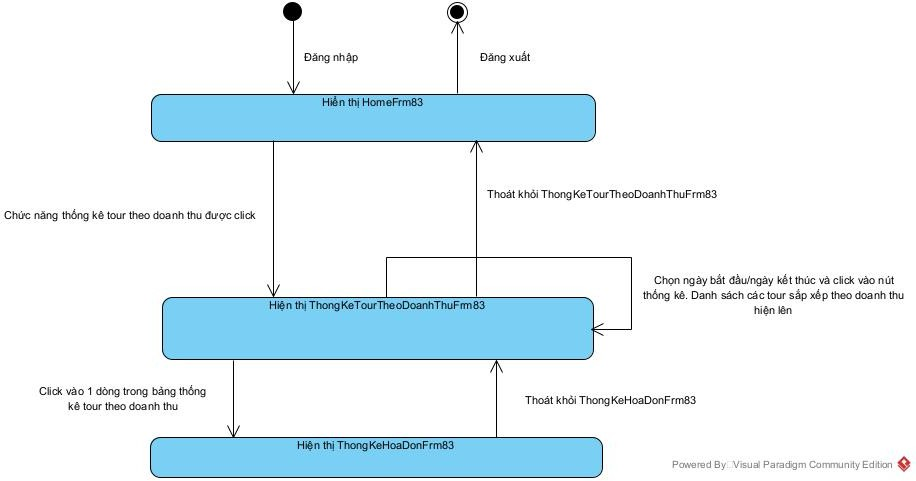 Đăng nhập
Đăng xuất
Hiển thị HomeFrm83
Thoát khỏi ThongKeTourTheoDoanhThuFrm83
Chức năng thống kê tour theo doanh thu được click
Chọn ngày bắt đầu/ngày kết thúc và click vào nút
thống kê. Danh sách các tour sắp xếp theo doanh thu
hiện lên
Hiện thị ThongKeTourTheoDoanhThuFrm83
Click vào 1 dòng trong bảng thống
kê tour theo doanh thu
Thoát khỏi ThongKeHoaDonFrm83
Hiện thị ThongKeHoaDonFrm83
Powered By Visual Paradigm Community Edition